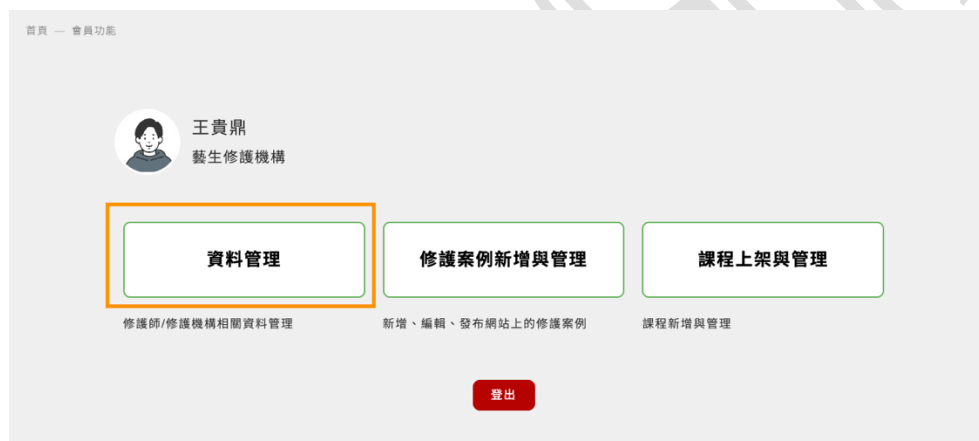 首頁 — 會員功能
王貴鼎
藝生修護機構
資料管理
修護案例新增與管理
課程上架與管理
修護師/修護機構相關資料管理
新增、編輯、發布網站上的修護案例
課程新增與管理
登出